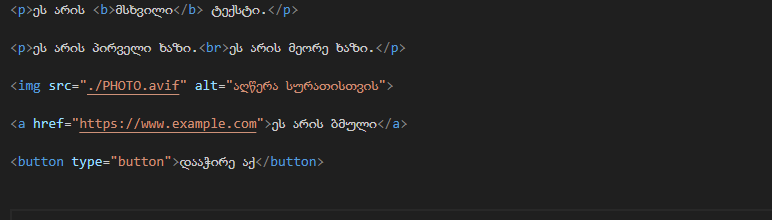 <p>ეს არის <b>მსხვილი</b> ტექსტი.</p>
<p>ეს არის პირველი ხაზი.<br>ეს არის მეორე ხაზი.</p>
<img src="./PHOTO.avif" alt="აღწერა სურათისთვის">
<a href="https://www.example.com">ეს არის ბმული</a>
<button type="button">დააჭირე აქ</button>